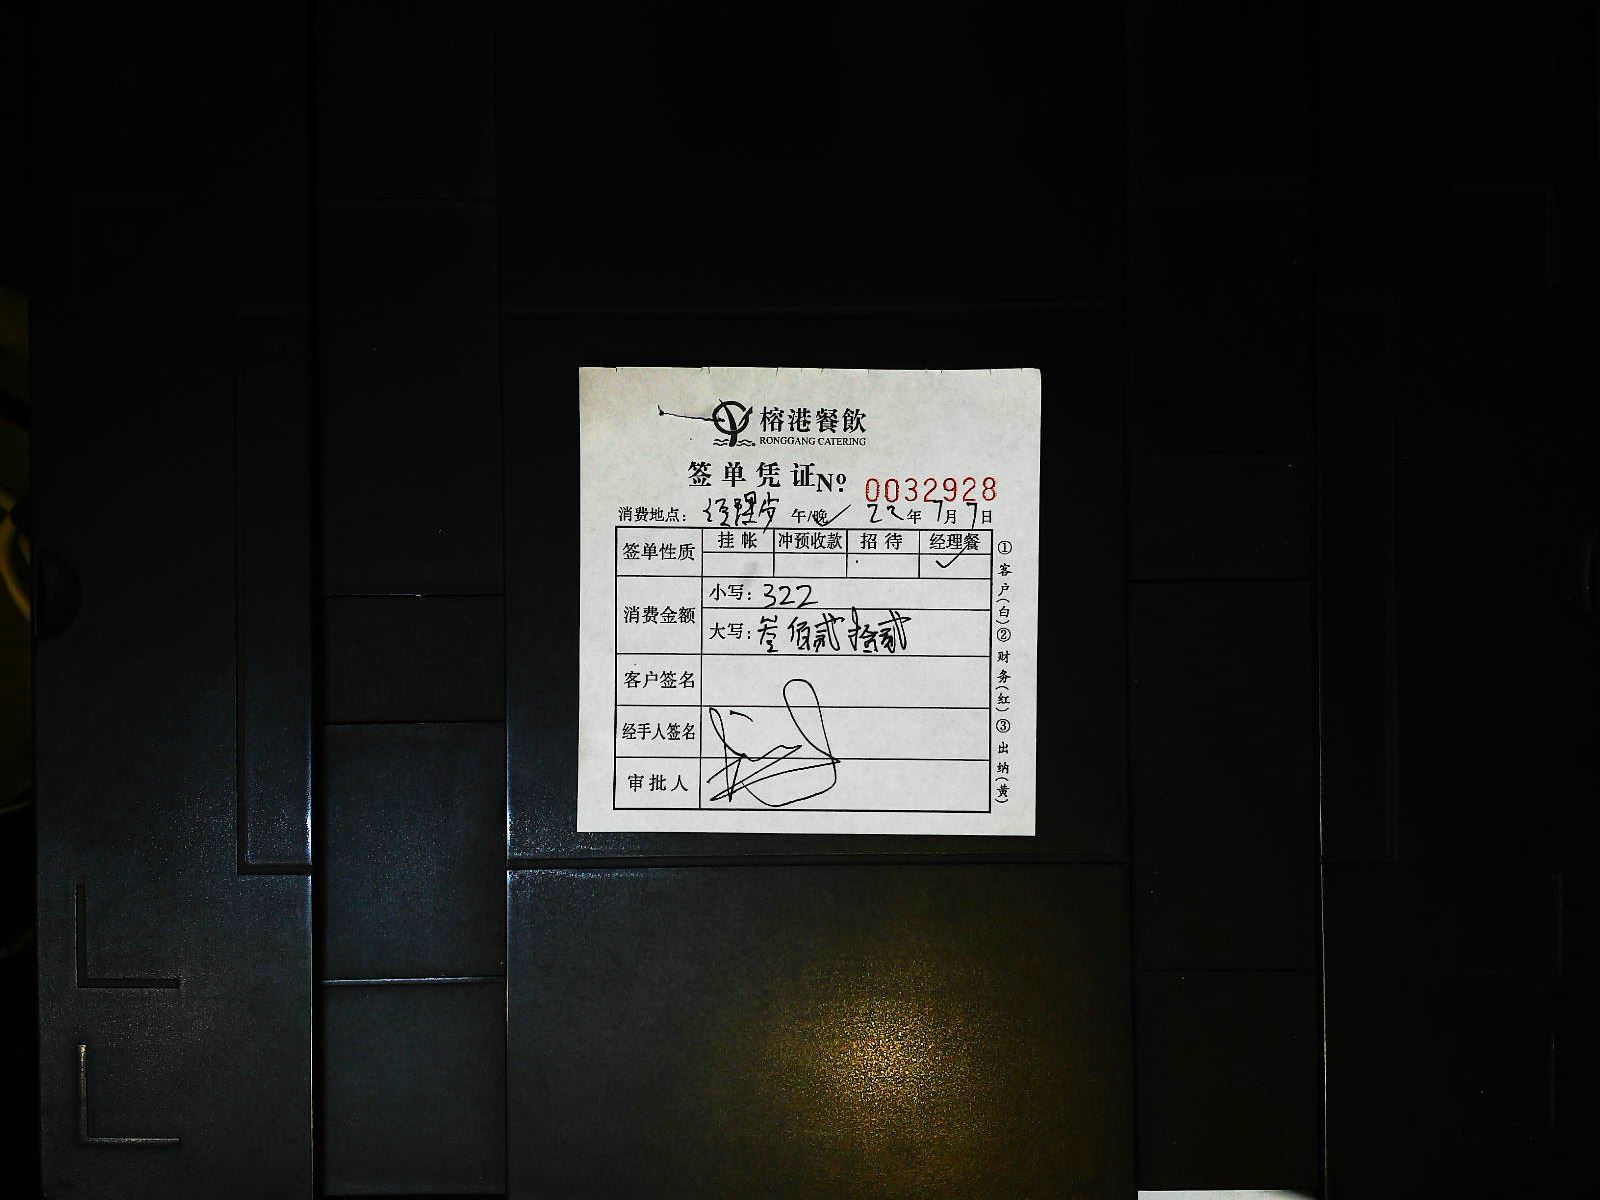 榕港餐飲
RONGGANG CATERING
签单凭证 Nº 0032928
消费地点: 经理 午/晚 ✓ 22年7月7日
签单性质 挂帐 冲预收款 招待 经理餐
✓
消费金额
小写: 322
大写: 叁佰贰拾贰
客户签名
经手人签名
审批人
①客户(白)②财务(红)③出纳(黄)